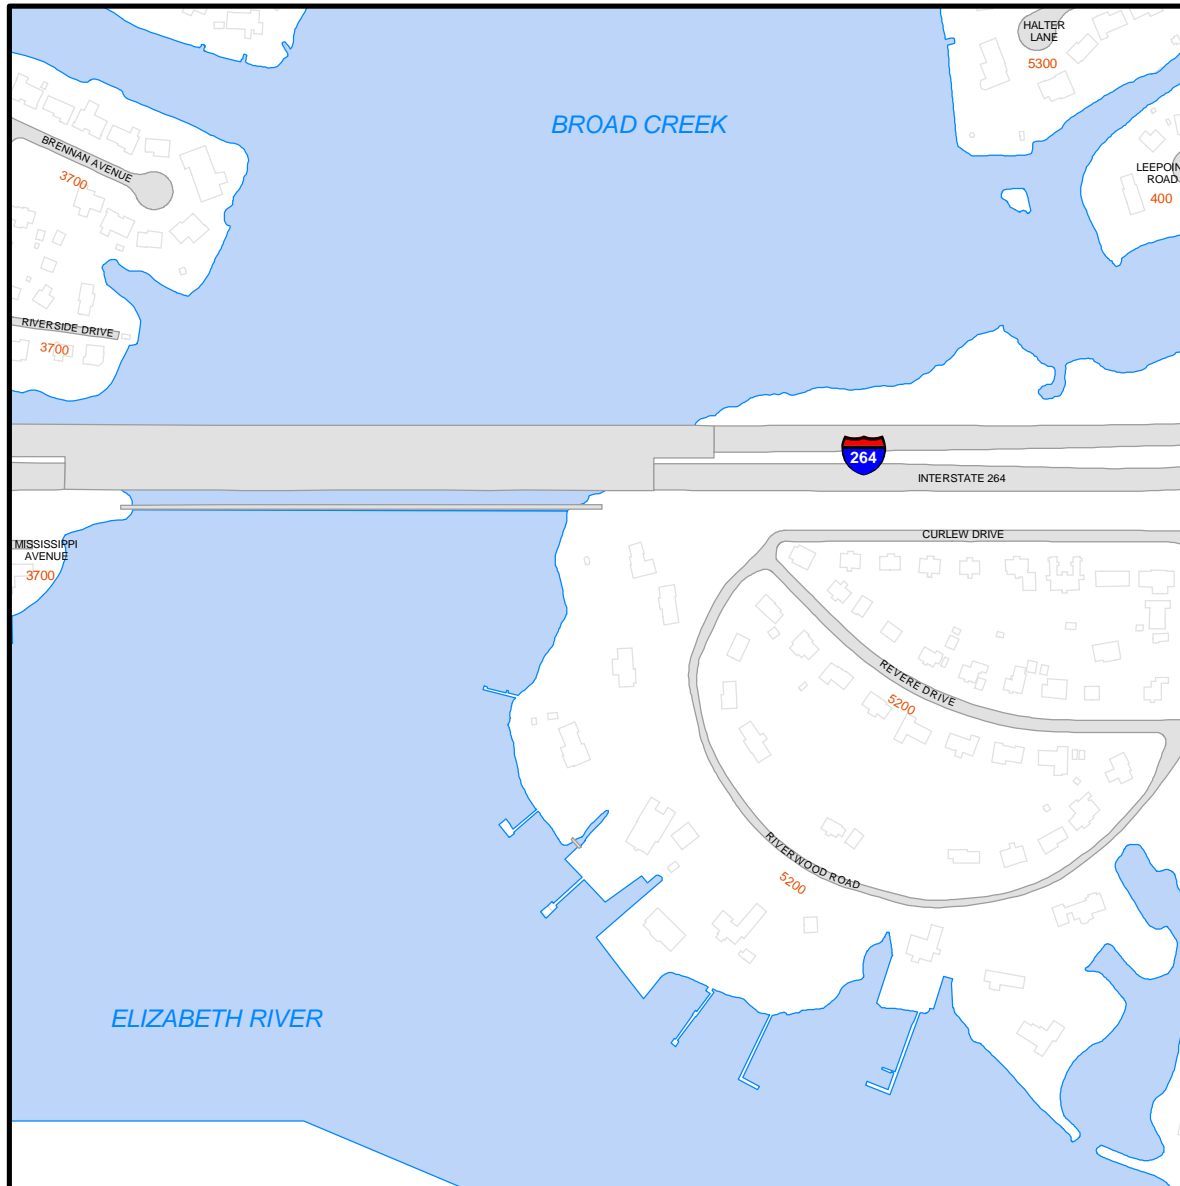 HALTER
LANE
5300
BROAD CREEK
BRENNAN AVENUE
3700
LEEPOIN
ROAD
400
RIVERSIDE DRIVE
3700
264
INTERSTATE 264
CURLEW DRIVE
MISSISSIPPI
AVENUE
3700
REVERE DRIVE
5200
RIVERWOOD ROAD
5200
ELIZABETH RIVER